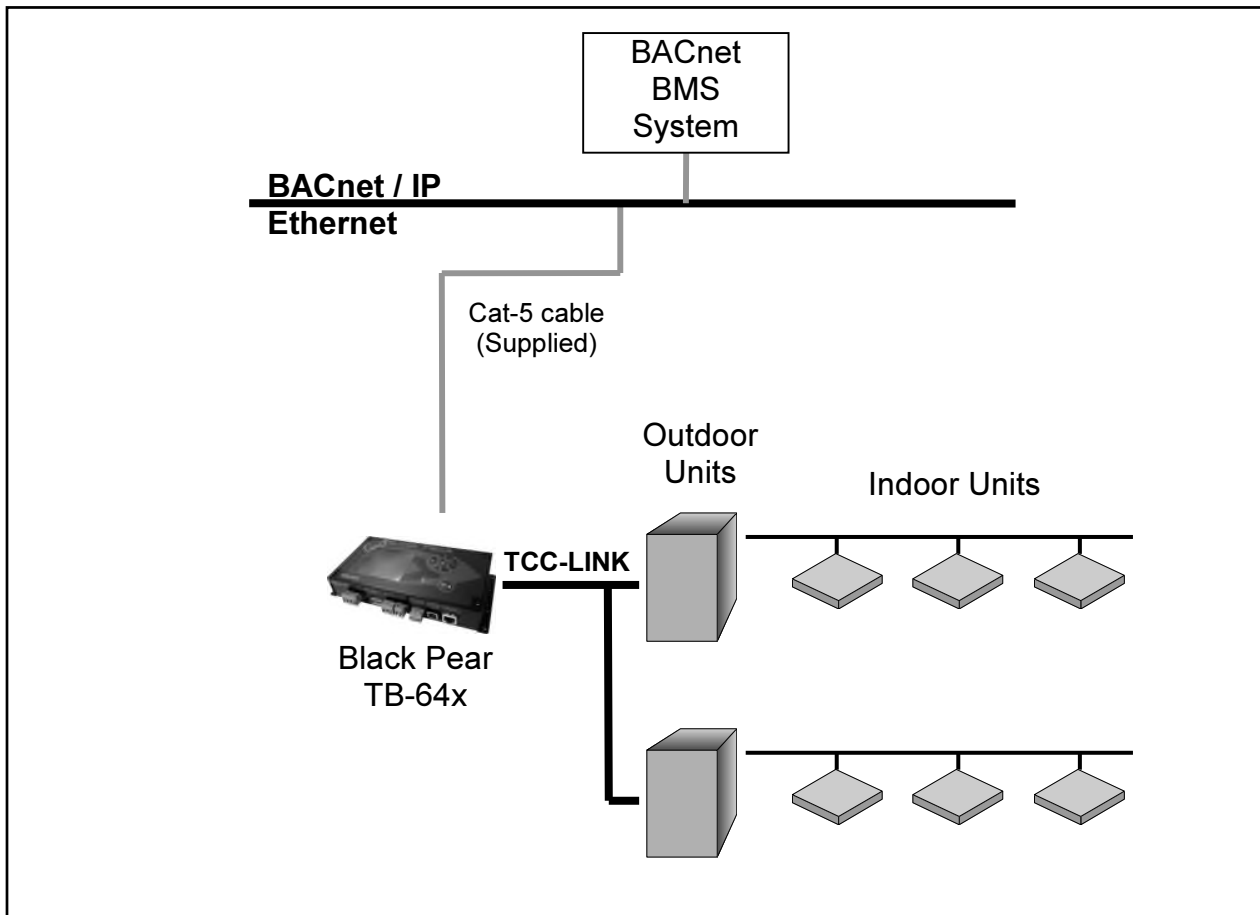 BACnet
BMS
System
BACnet / IP
Ethernet
Cat-5 cable
(Supplied)
Outdoor
Units
Indoor Units
TCC-LINK
Black Pear
TB-64x